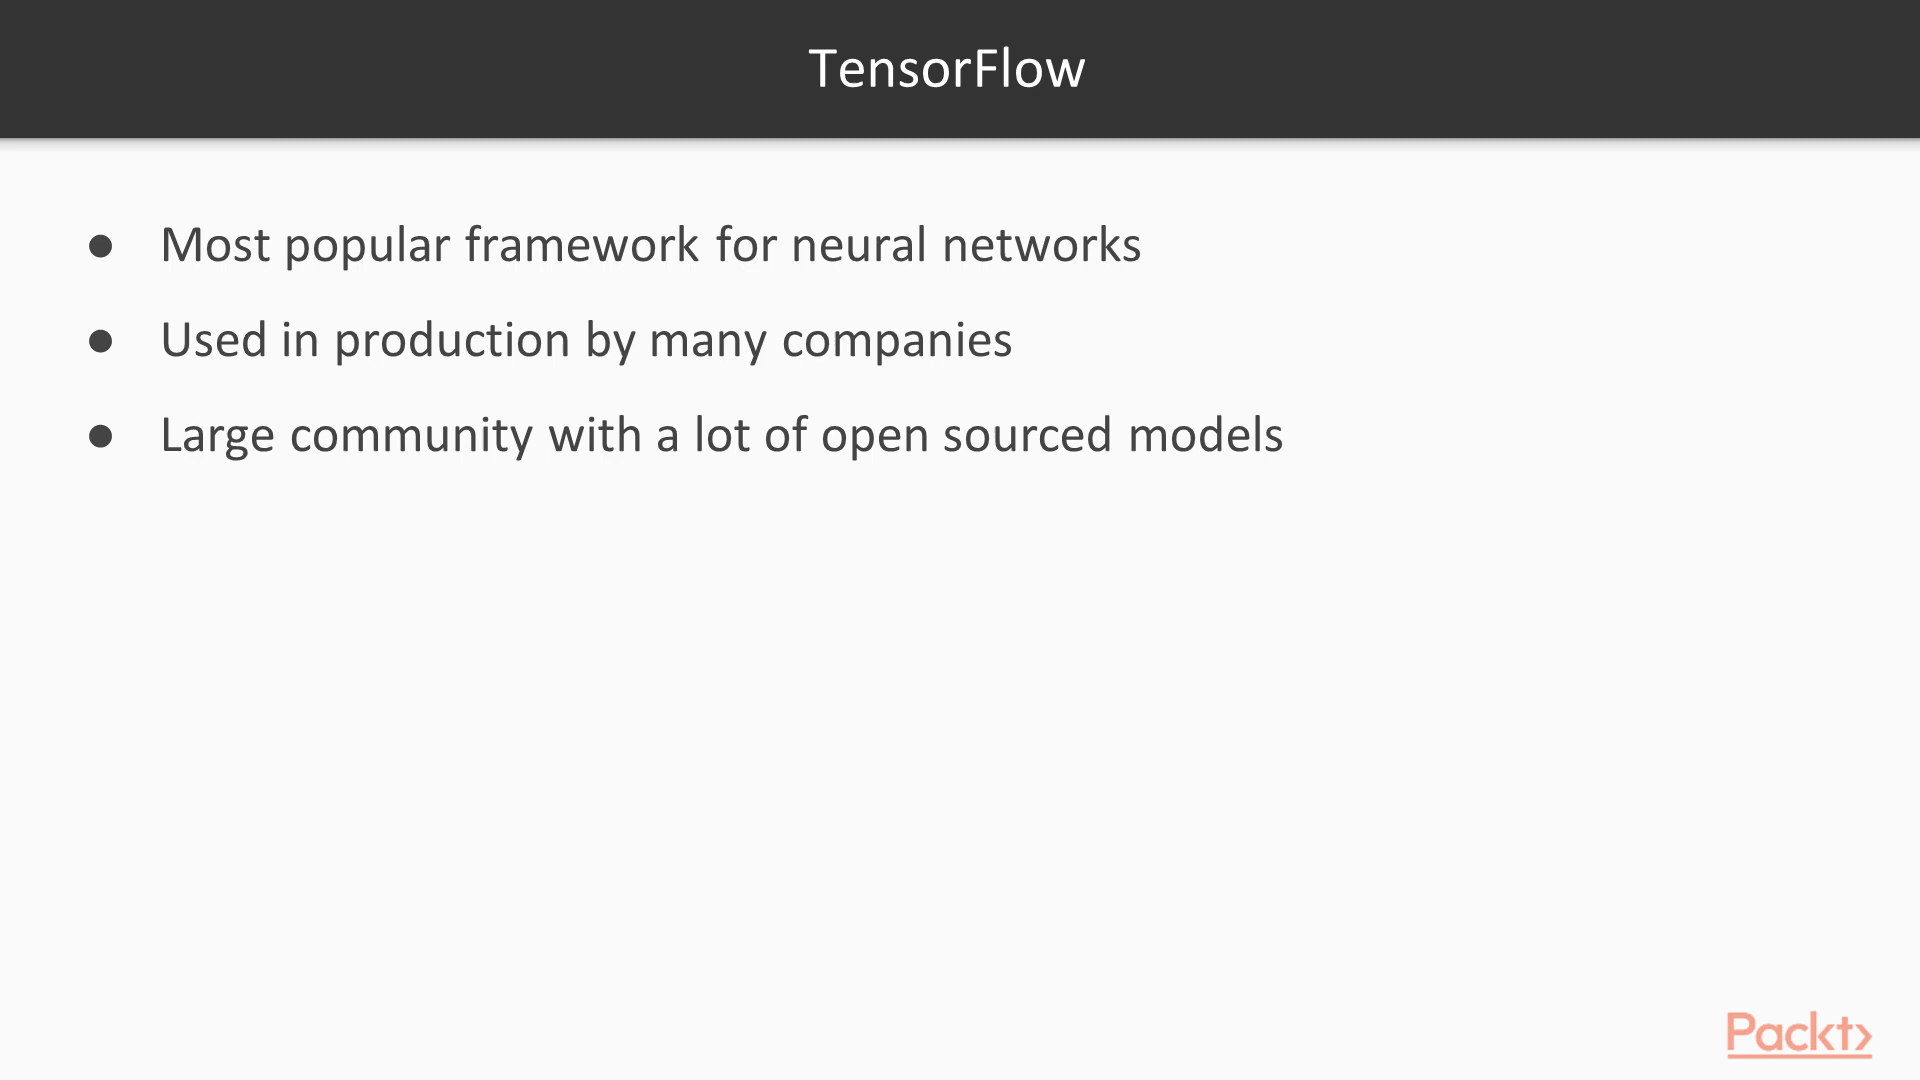 TensorFlow
● Most popular framework for neural networks
● Used in production by many companies
● Large community with a lot of open sourced models
Packt>